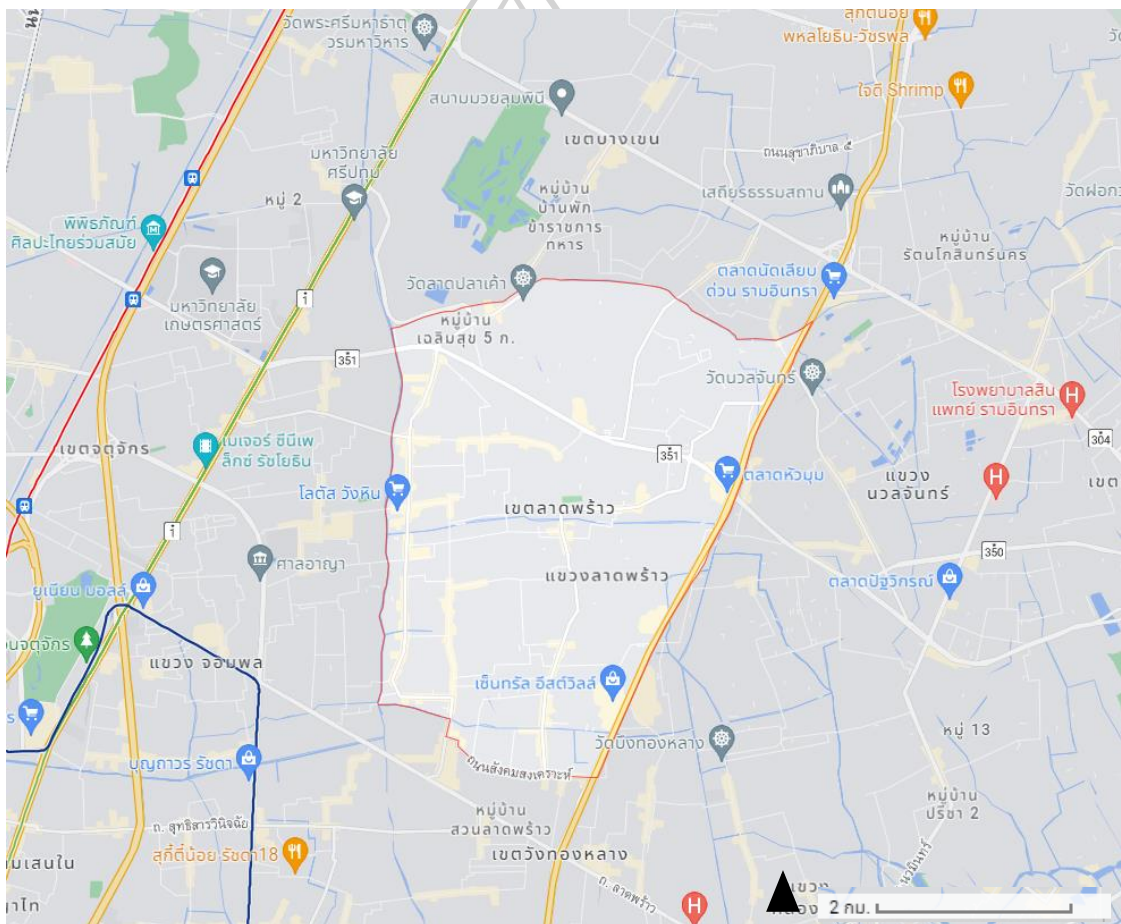 วัดพระศรีมหาธาตุ
วรมหาวิหาร
สุกี้ตี๋น้อย
พหลโยธิน-วัชรพล
ใจดี Shrimp
สนามมวยลุมพินี
เขตบางเขน
ถนนสุขาภิบาล ๕
มหาวิทยาลัย
ศรีปทุม
หมู่ 2
หมู่บ้าน
บ้านพัก
ข้าราชการ
ทหาร
เสถียรธรรมสถาน
พิพิธภัณฑ์
ศิลปะไทยร่วมสมัย
หมู่บ้าน
รัตนโกสินทร์นคร
มหาวิทยาลัย
เกษตรศาสตร์
วัดลาดปลาเค้า
ตลาดนัดเลียบ
ด่วน รามอินทรา
1
หมู่บ้าน
เฉลิมสุข 5 ก.
351
วัดนวลจันทร์
โรงพยาบาลสิน
แพทย์ รามอินทรา
304
เขตจตุจักร
เมเจอร์ ซีนีเพ
ล็กซ์ รัชโยธิน
351
ตลาดหัวมุม
แขวง
นวลจันทร์
เขต
โลตัส วังหิน
เขตลาดพร้าว
1
350
ศาลอาญา
แขวงลาดพร้าว
ตลาดปัฐวิกรณ์
ยูเนียน มอลล์
วนจตุจักร
แขวง จอมพล
เซ็นทรัล อีสต์วิลล์
วัดบึงทองหลาง
หมู่ 13
บุญถาวร รัชดา
ถนนสังคมสงเคราะห์
หมู่บ้าน
สวนลาดพร้าว
หมู่บ้าน
ปรีชา 2
ถ. สุทธิสารวินิจฉัย
สุกี้ตี๋น้อย รัชดา18
เขตวังทองหลาง
ถ. ลาดพร้าว
แขวง
2 กม.